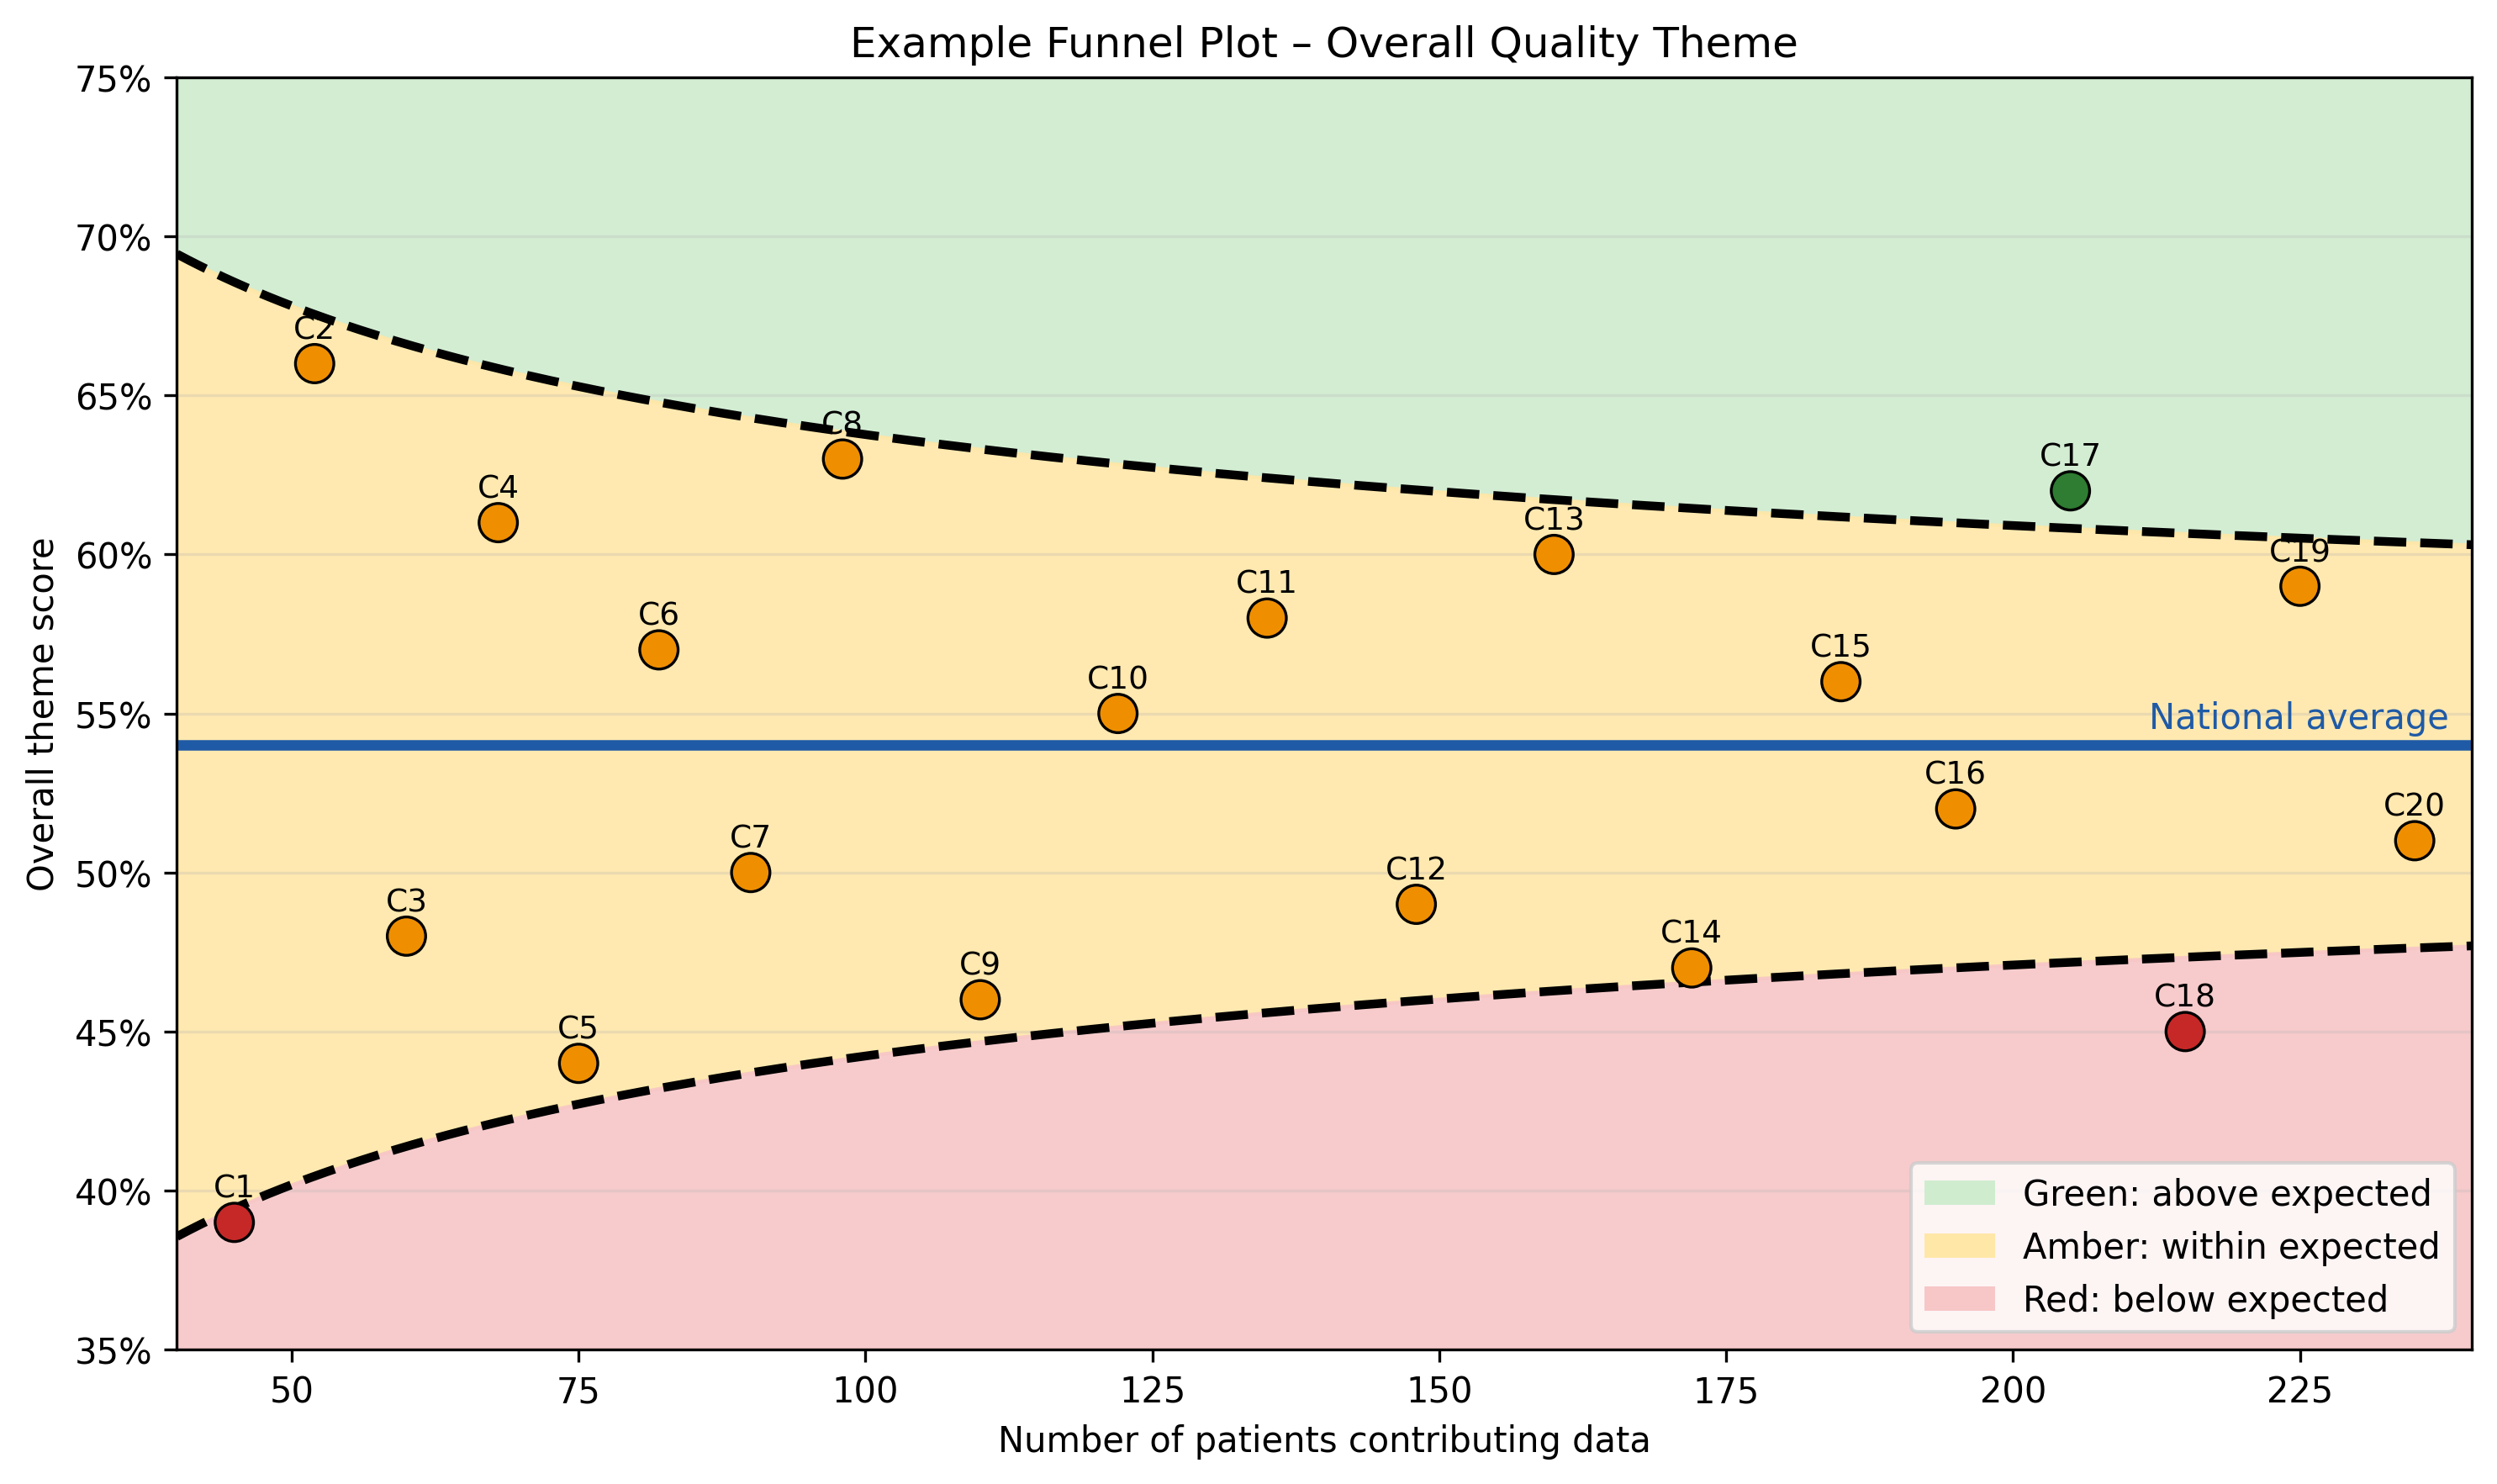 Example Funnel Plot – Overall Quality Theme
75%
70%
65%
60%
55%
50%
45%
40%
35%
Overall theme score
C2
C8
C17
C4
C13
C19
C11
C6
C15
C10
National average
C16
C20
C7
C12
C3
C14
C9
C18
C5
C1
Green: above expected
Amber: within expected
Red: below expected
50 75 100 125 150 175 200 225
Number of patients contributing data